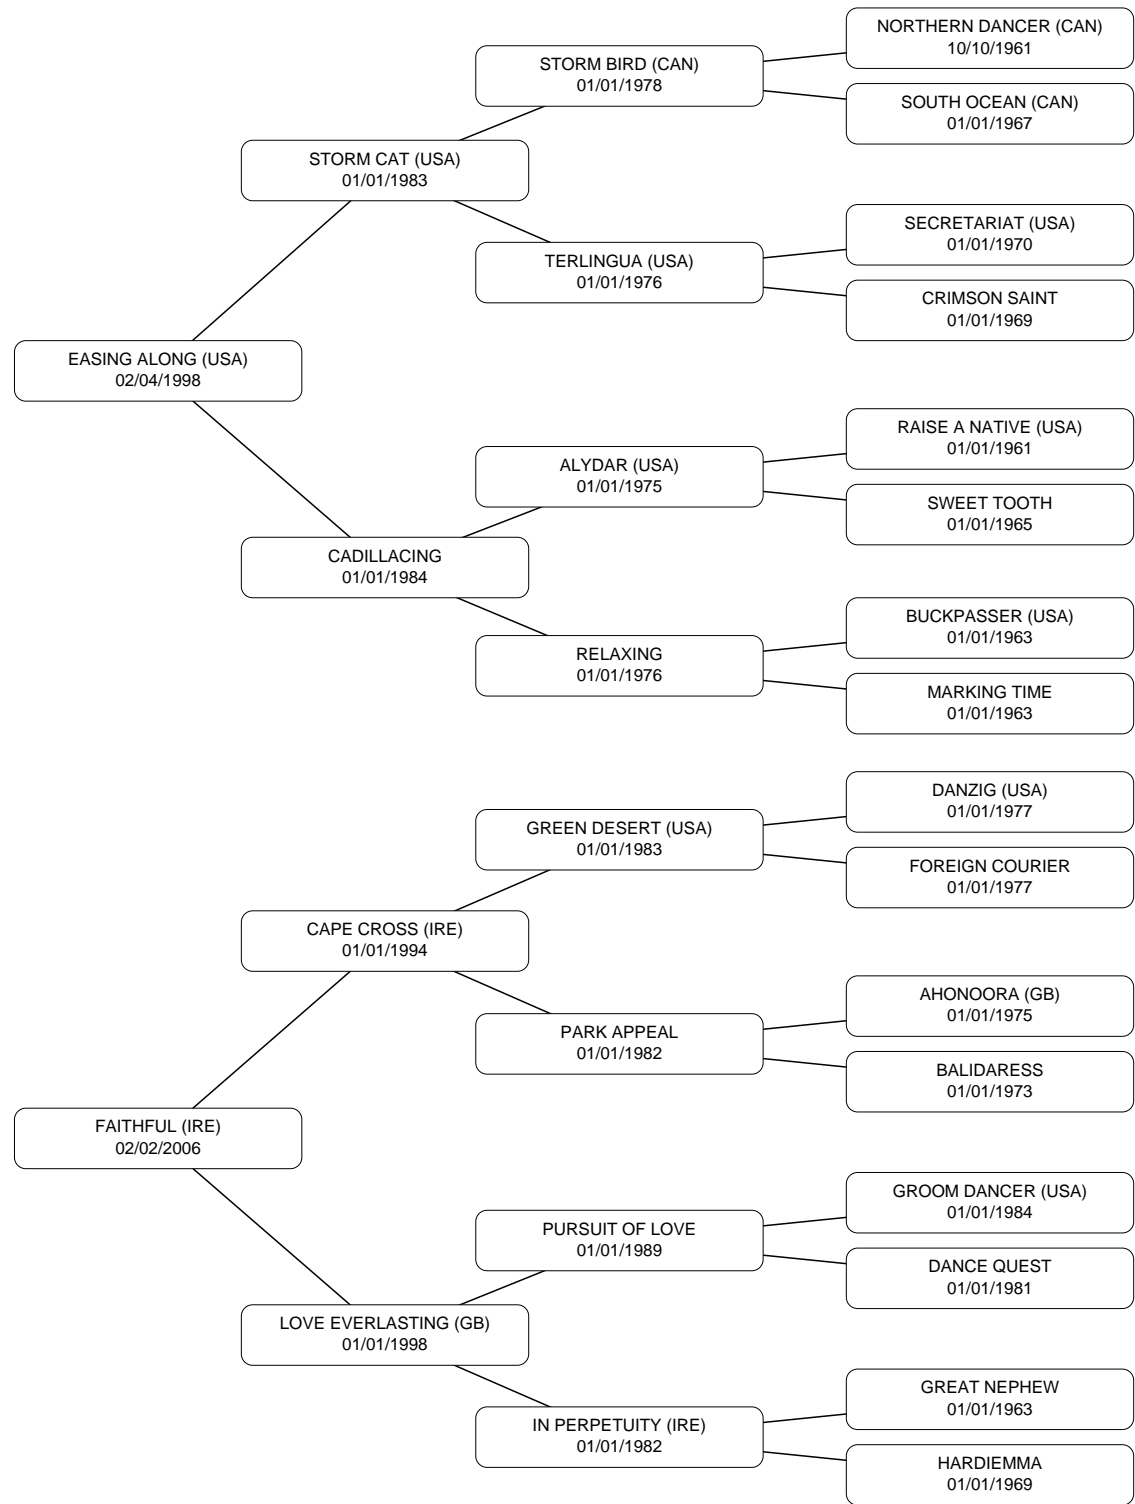 NORTHERN DANCER (CAN)
10/10/1961
STORM BIRD (CAN)
01/01/1978
SOUTH OCEAN (CAN)
01/01/1967
STORM CAT (USA)
01/01/1983
SECRETARIAT (USA)
01/01/1970
TERLINGUA (USA)
01/01/1976
CRIMSON SAINT
01/01/1969
EASING ALONG (USA)
02/04/1998
RAISE A NATIVE (USA)
01/01/1961
ALYDAR (USA)
01/01/1975
SWEET TOOTH
01/01/1965
CADILLACING
01/01/1984
BUCKPASSER (USA)
01/01/1963
RELAXING
01/01/1976
MARKING TIME
01/01/1963
DANZIG (USA)
01/01/1977
GREEN DESERT (USA)
01/01/1983
FOREIGN COURIER
01/01/1977
CAPE CROSS (IRE)
01/01/1994
AHONOORA (GB)
01/01/1975
PARK APPEAL
01/01/1982
BALIDARESS
01/01/1973
FAITHFUL (IRE)
02/02/2006
GROOM DANCER (USA)
01/01/1984
PURSUIT OF LOVE
01/01/1989
DANCE QUEST
01/01/1981
LOVE EVERLASTING (GB)
01/01/1998
GREAT NEPHEW
01/01/1963
IN PERPETUITY (IRE)
01/01/1982
HARDIEMMA
01/01/1969